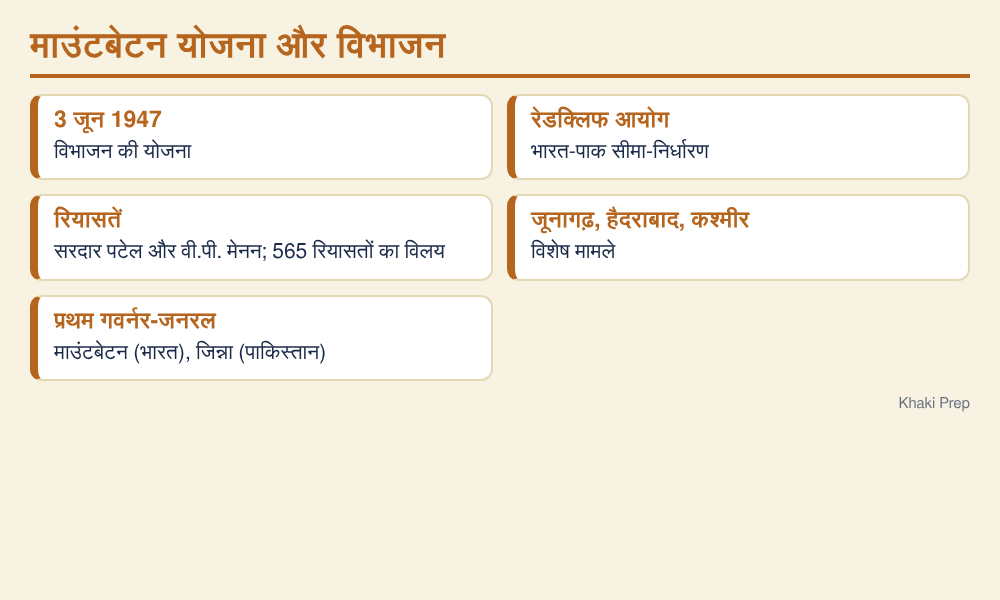 माउंटबेटन योजना और विभाजन
3 जून 1947
विभाजन की योजना
रेडक्लिफ आयोग
भारत-पाक सीमा-निर्धारण
रियासतें
सरदार पटेल और वी.पी. मेनन; 565 रियासतों का विलय
जूनागढ़, हैदराबाद, कश्मीर
विशेष मामले
प्रथम गवर्नर-जनरल
माउंटबेटन (भारत), जिन्ना (पाकिस्तान)
Khaki Prep